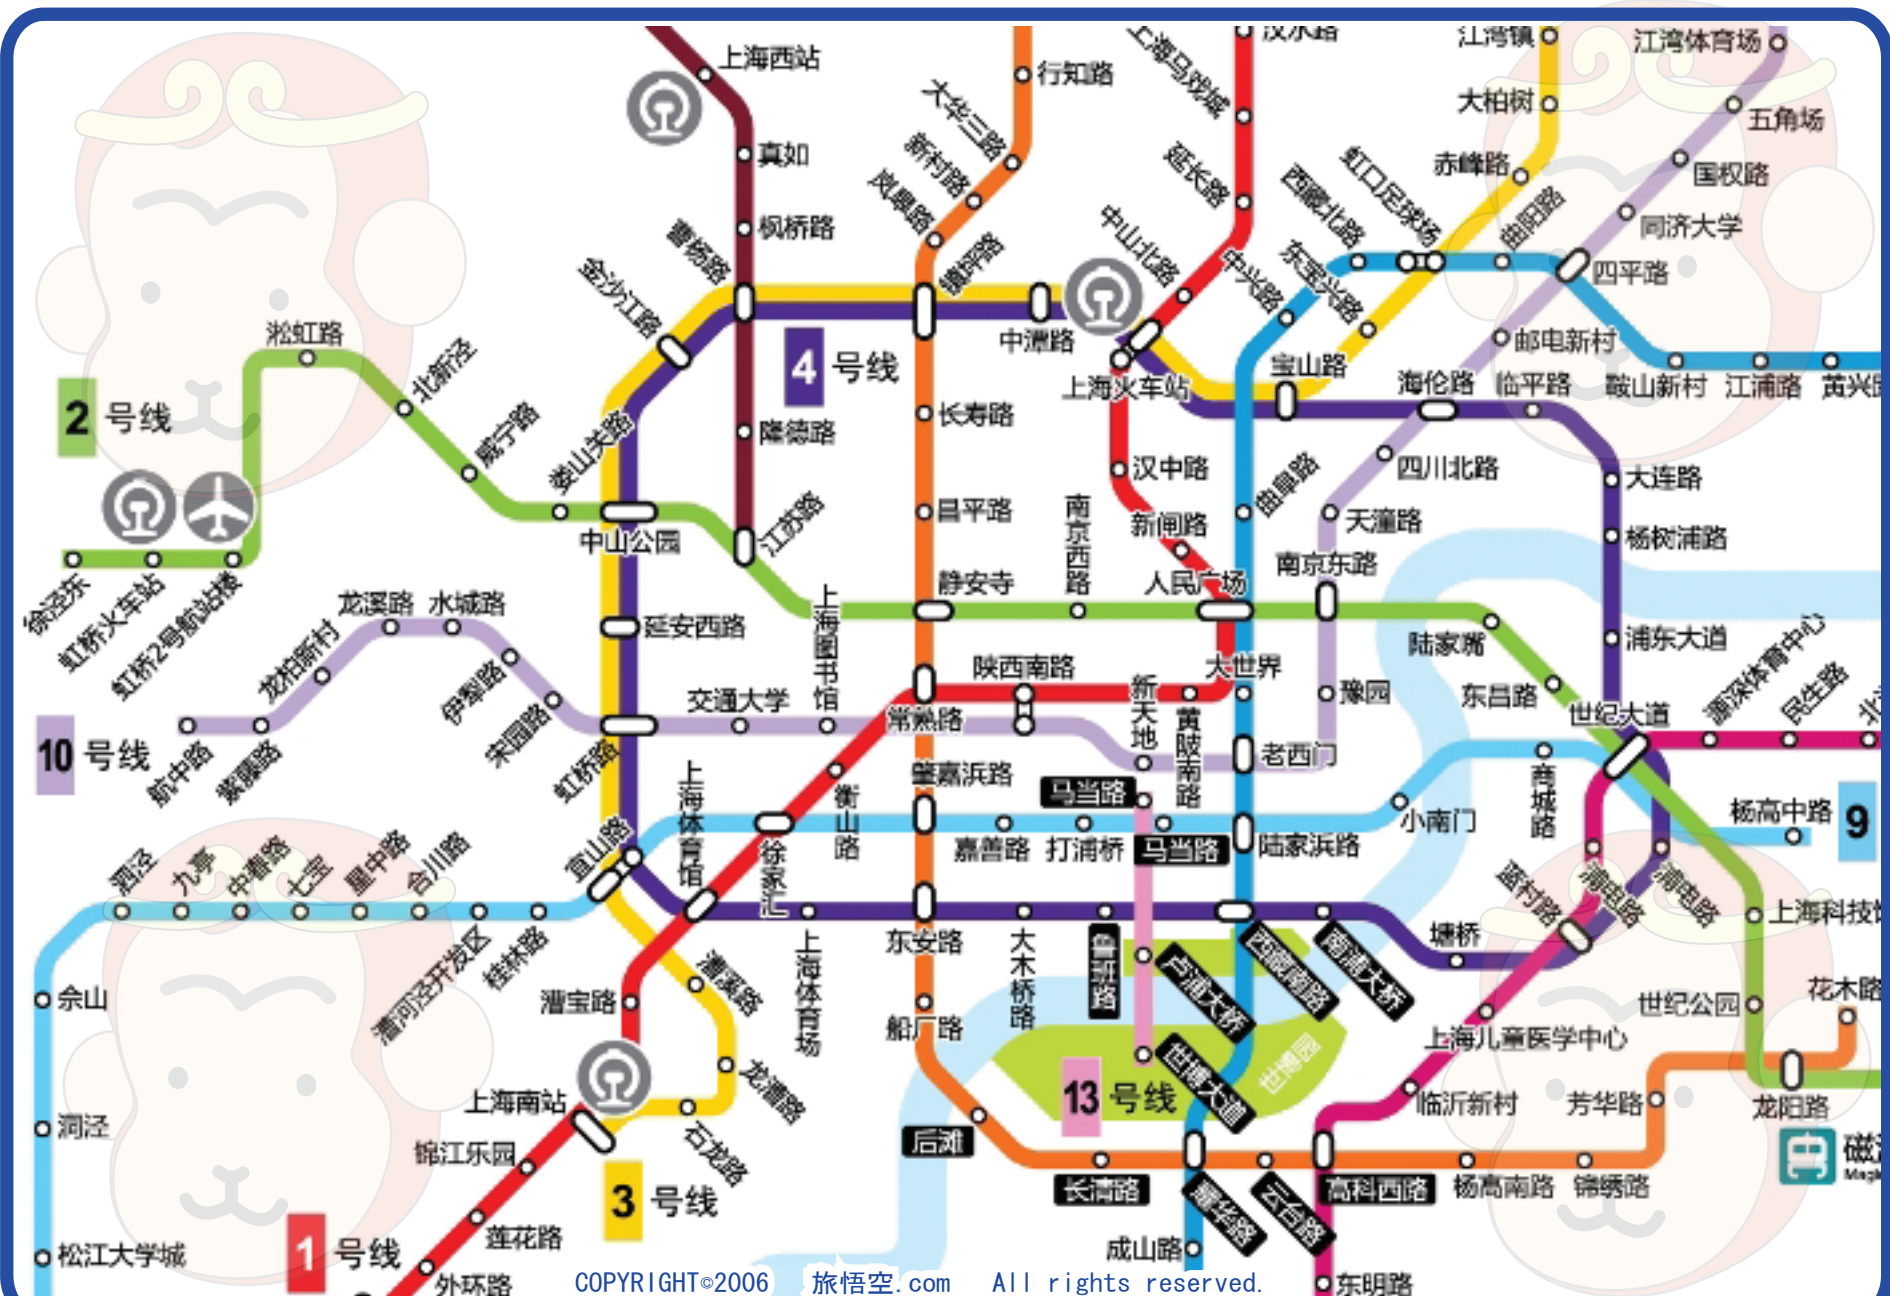 上海西站
行知路
上海马戏城
汶水路
江湾镇
江湾体育场
大华三路
大柏树
五角场
真如
新村路
延长路
虹口足球场
赤峰路
国权路
岚皋路
西藏北路
曲阳路
同济大学
枫桥路
曹杨路
镇坪路
中山北路
中兴路
东宝兴路
四平路
金沙江路
淞虹路
中潭路
邮电新村
北新泾
4 号线
上海火车站
宝山路
海伦路
临平路
鞍山新村
江浦路
2 号线
威宁路
娄山关路
隆德路
长寿路
汉中路
四川北路
大连路
曲阜路
昌平路
南京西路
新闸路
天潼路
杨树浦路
中山公园
江苏路
南京东路
徐泾东
虹桥火车站
虹桥2号航站楼
静安寺
人民广场
龙溪路
水城路
延安西路
上海图书馆
陆家嘴
浦东大道
源深体育中心
龙柏新村
伊犁路
陕西南路
大世界
豫园
东昌路
民生路
宋园路
交通大学
常熟路
新天地
黄陂南路
世纪大道
10 号线
航中路
紫藤路
虹桥路
老西门
上海体育馆
肇嘉浜路
马当路
衡山路
商城路
小南门
杨高中路
9
宜山路
徐家汇
嘉善路
打浦桥
马当路
陆家浜路
泗泾
九亭
中春路
七宝
星中路
合川路
蓝村路
浦电路
浦电路
漕河泾开发区
桂林路
上海体育场
东安路
大木桥路
鲁班路
卢浦大桥
西藏南路
南浦大桥
塘桥
佘山
漕宝路
漕溪路
船厂路
世纪公园
花木路
上海儿童医学中心
世博园
龙漕路
上海南站
13 号线
世博大道
临沂新村
芳华路
龙阳路
洞泾
锦江乐园
石龙路
后滩
3 号线
长清路
耀华路
云台路
高科西路
杨高南路
锦绣路
莲花路
松江大学城
1 号线
外环路
成山路
东明路
COPYRIGHT©2006 旅悟空.com All rights reserved.